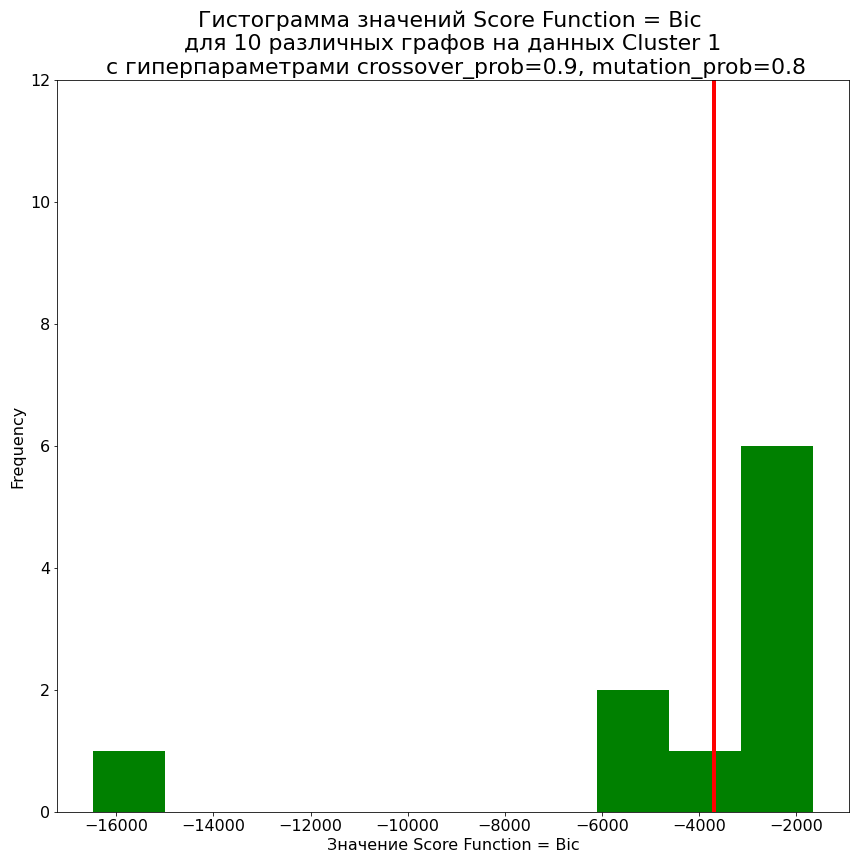 Гистограмма значений Score Function = Bic
для 10 различных графов на данных Cluster 1
с гиперпараметрами crossover_prob=0.9, mutation_prob=0.8
12
10
8
6
4
2
0
Frequency
−16000 −14000 −12000 −10000 −8000 −6000 −4000 −2000
Значение Score Function = Bic